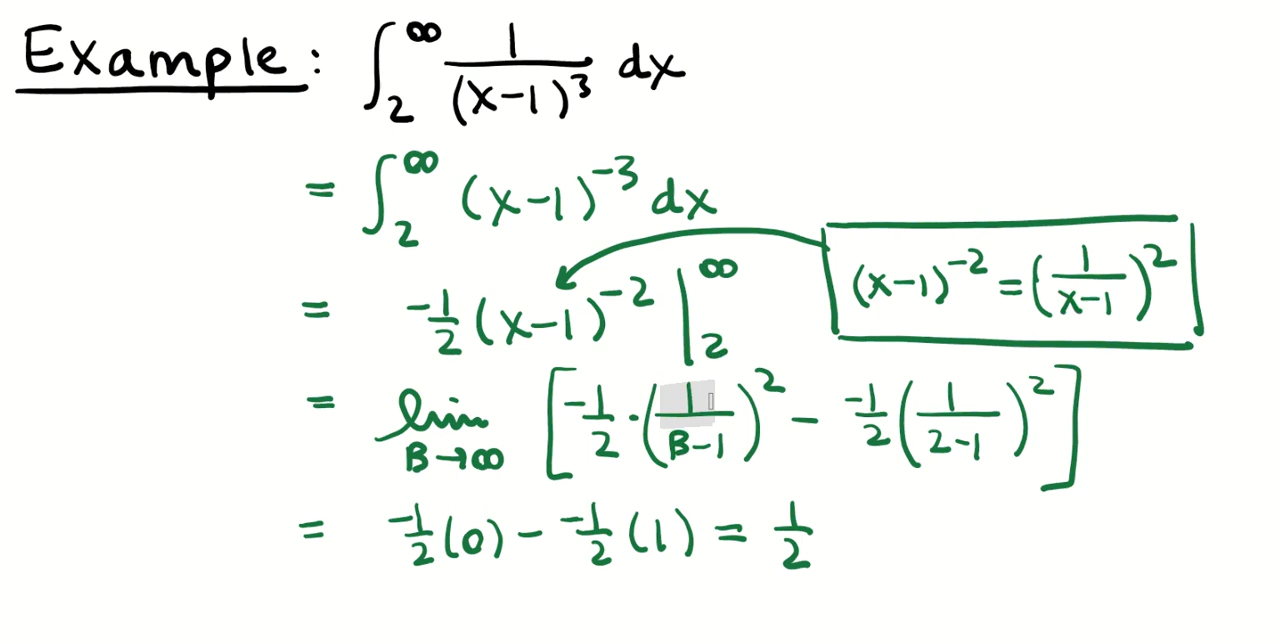 Example: ∫₂^∞ 1/(x-1)³ dx
= ∫₂^∞ (x-1)⁻³ dx
= -1/2 (x-1)⁻² |₂^∞
(x-1)⁻² = (1/(x-1))²
= lim B→∞ [-1/2 · (1/(B-1))² - -1/2 (1/(2-1))²]
= -1/2 (0) - -1/2 (1) = 1/2